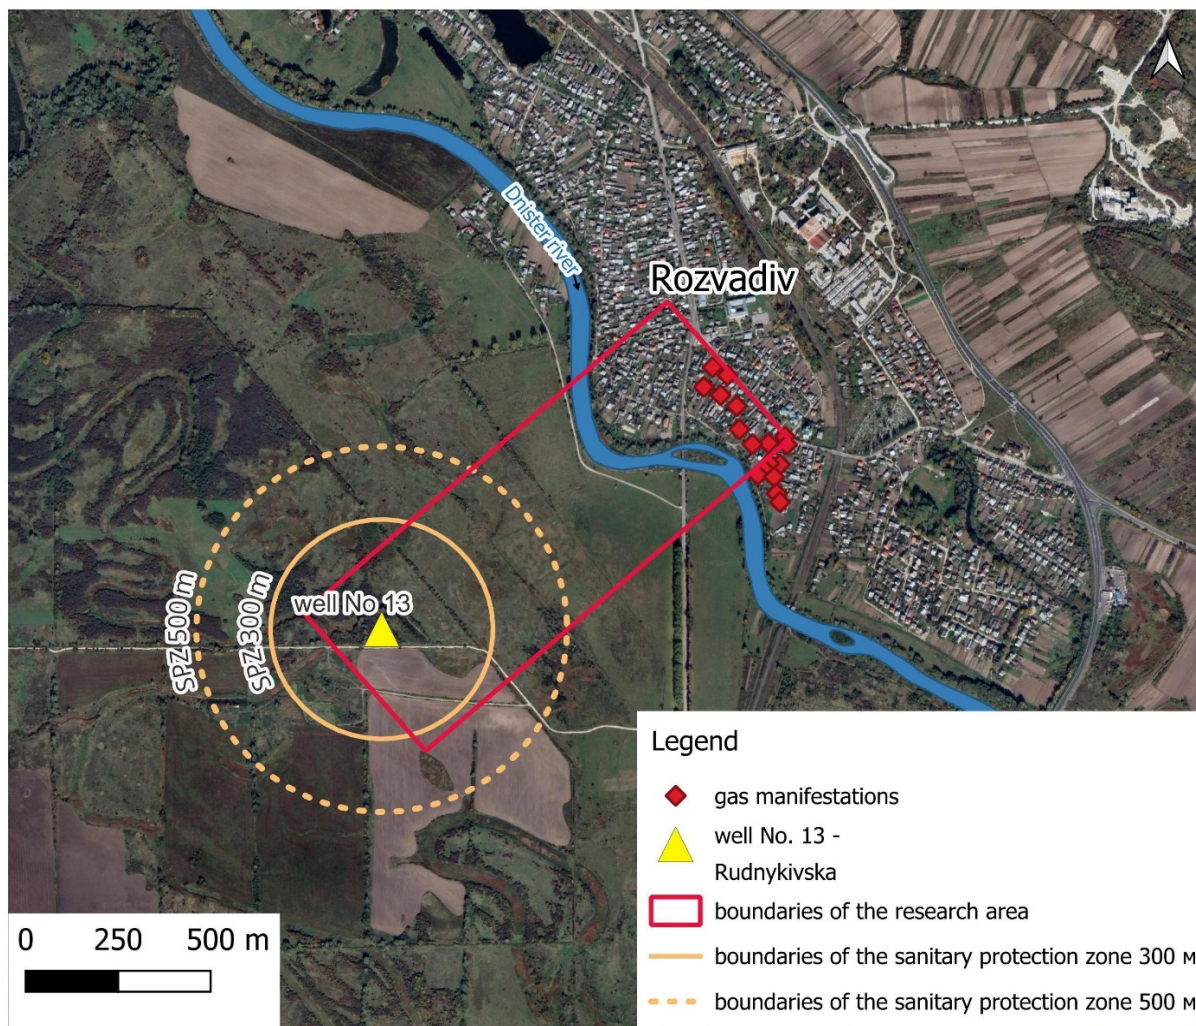 Dnister river
Rozvadiv
well No 13
SPZ 500 m
SPZ 300 m
Legend
gas manifestations
well No. 13 -
Rudnykivska
boundaries of the research area
boundaries of the sanitary protection zone 300 м
boundaries of the sanitary protection zone 500 м
0 250 500 m